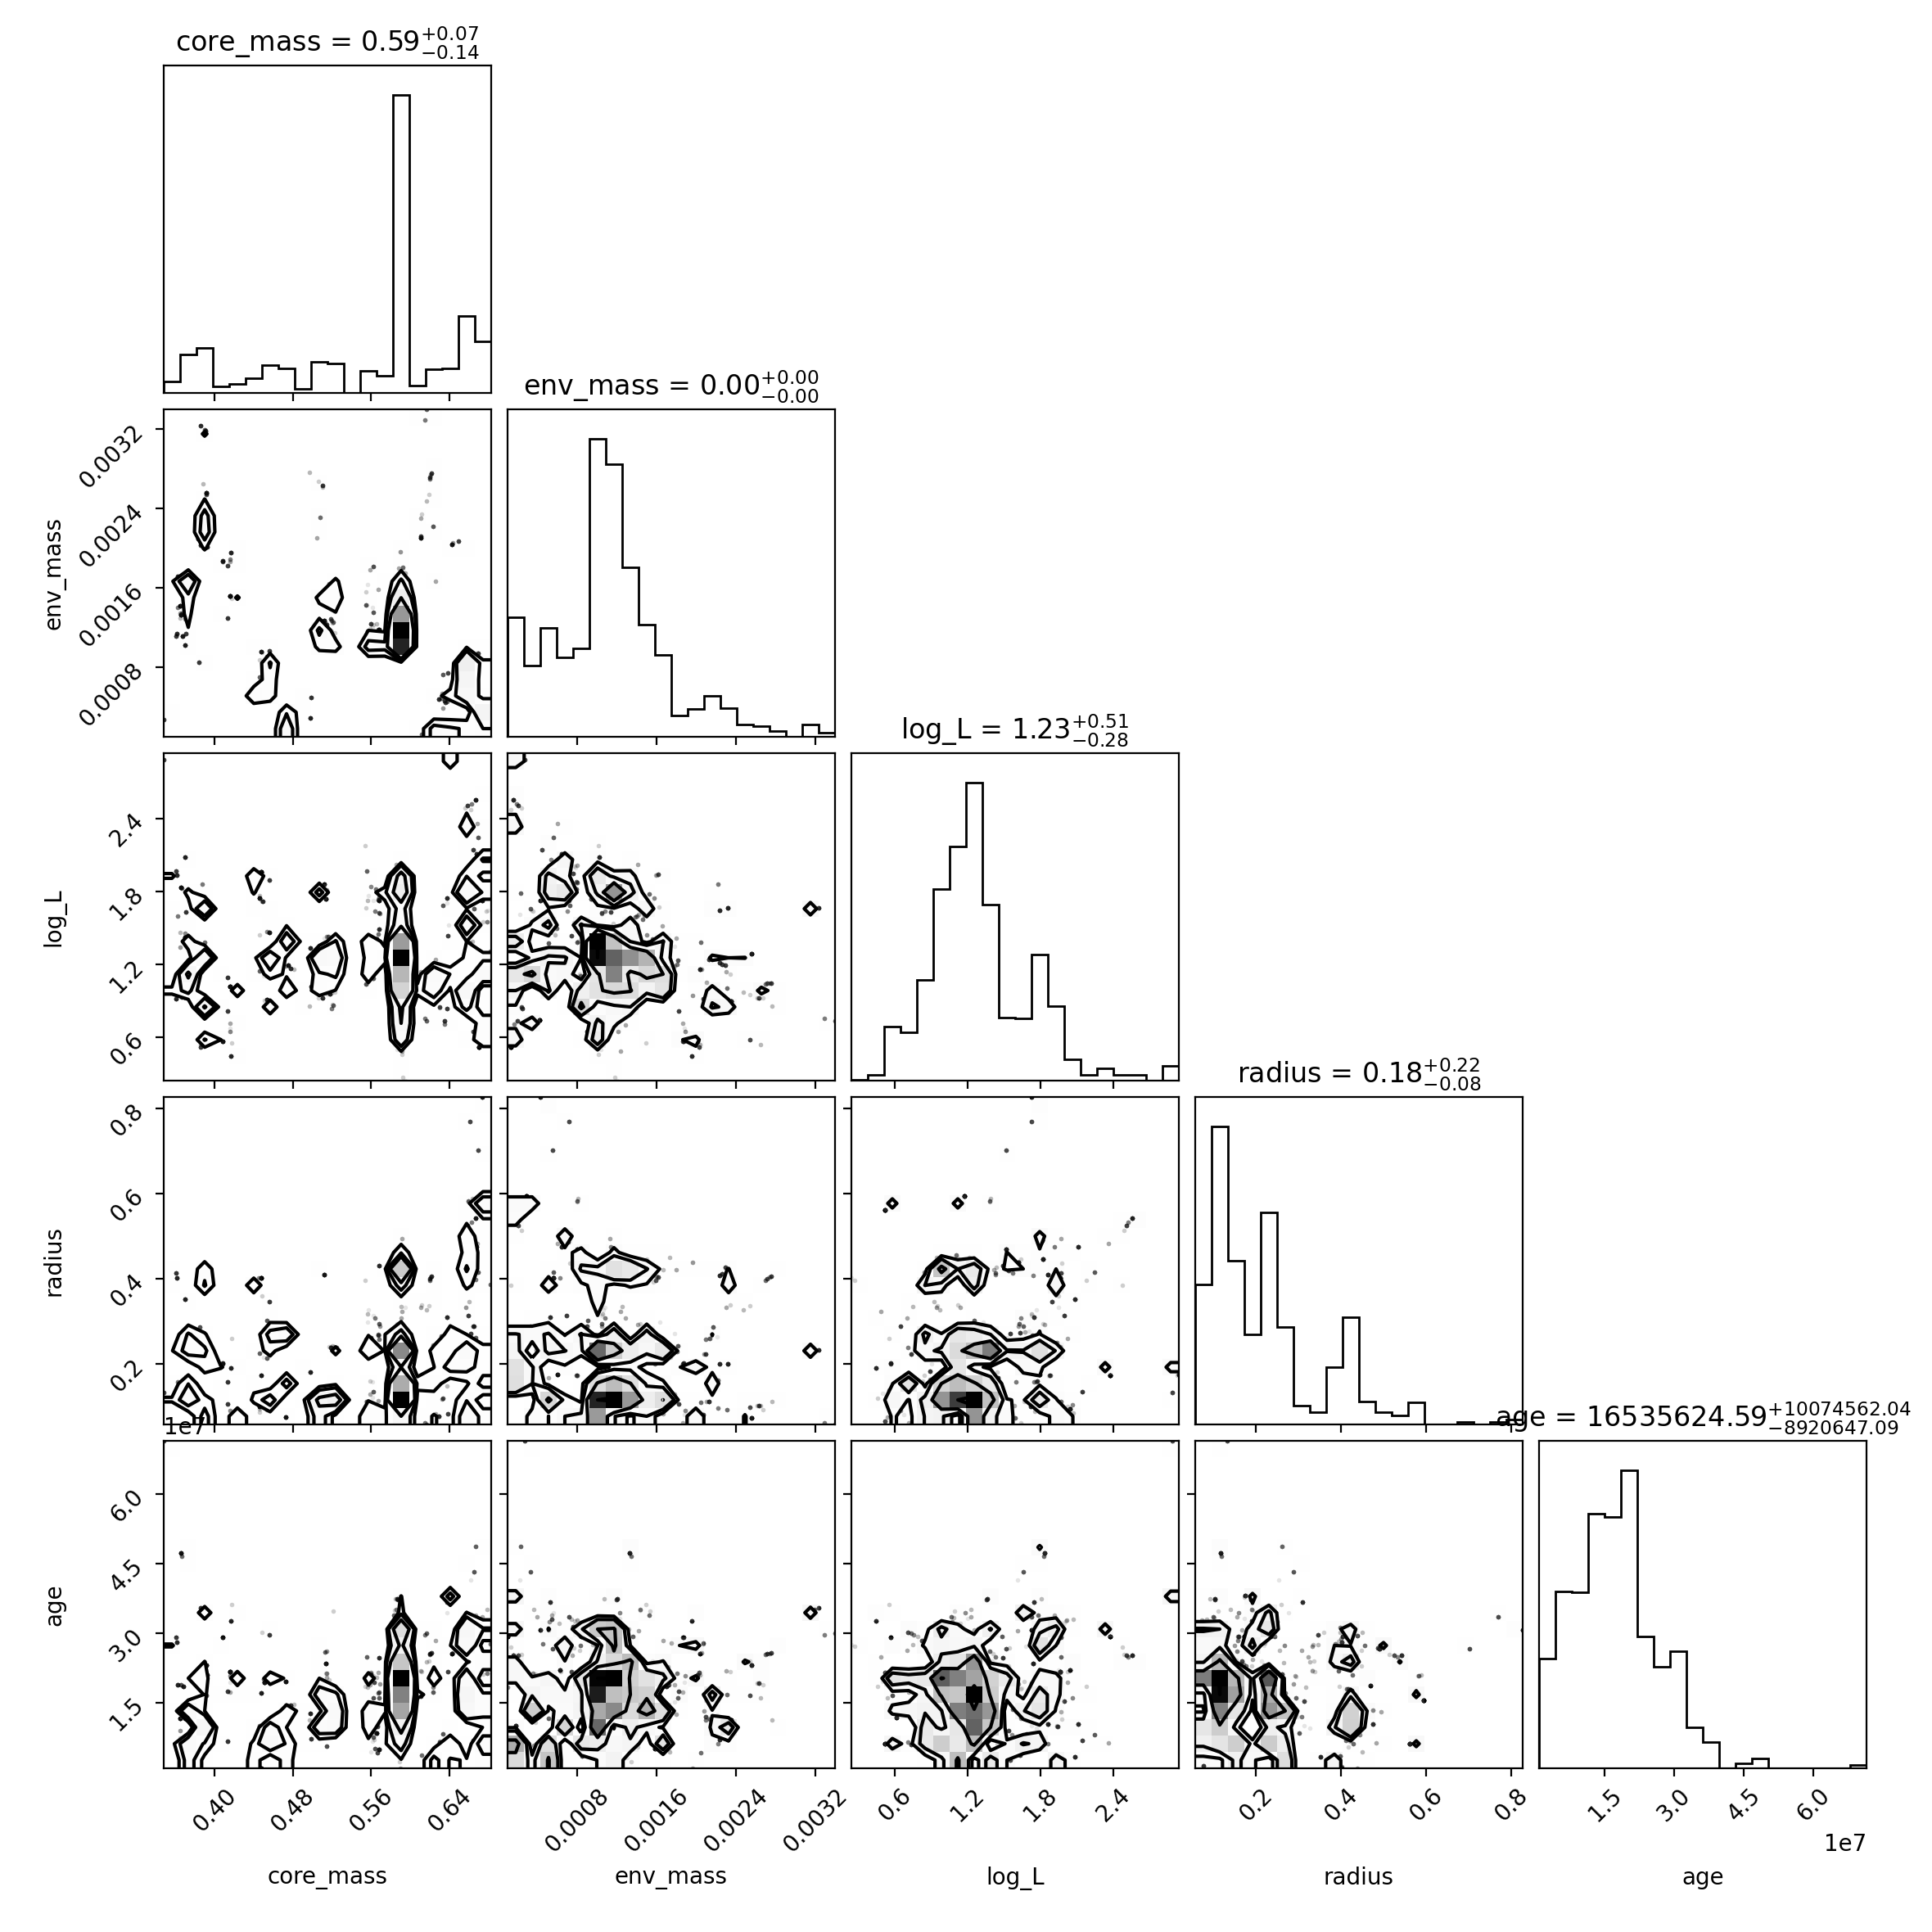 core_mass = 0.59+0.07−0.14
env_mass = 0.00+0.00−0.00
0.0032
0.0024
0.0016
0.0008
env_mass
log_L = 1.23+0.51−0.28
2.4
1.8
1.2
0.6
log_L
radius = 0.18+0.22−0.08
0.8
0.6
0.4
0.2
radius
1e7
age = 16535624.59+10074562.04−8920647.09
6.0
4.5
3.0
1.5
age
0.40 0.48 0.56 0.64 0.0008 0.0016 0.0024 0.0032 0.6 1.2 1.8 2.4 0.2 0.4 0.6 0.8 1.5 3.0 4.5 6.0
1e7
core_mass env_mass log_L radius age